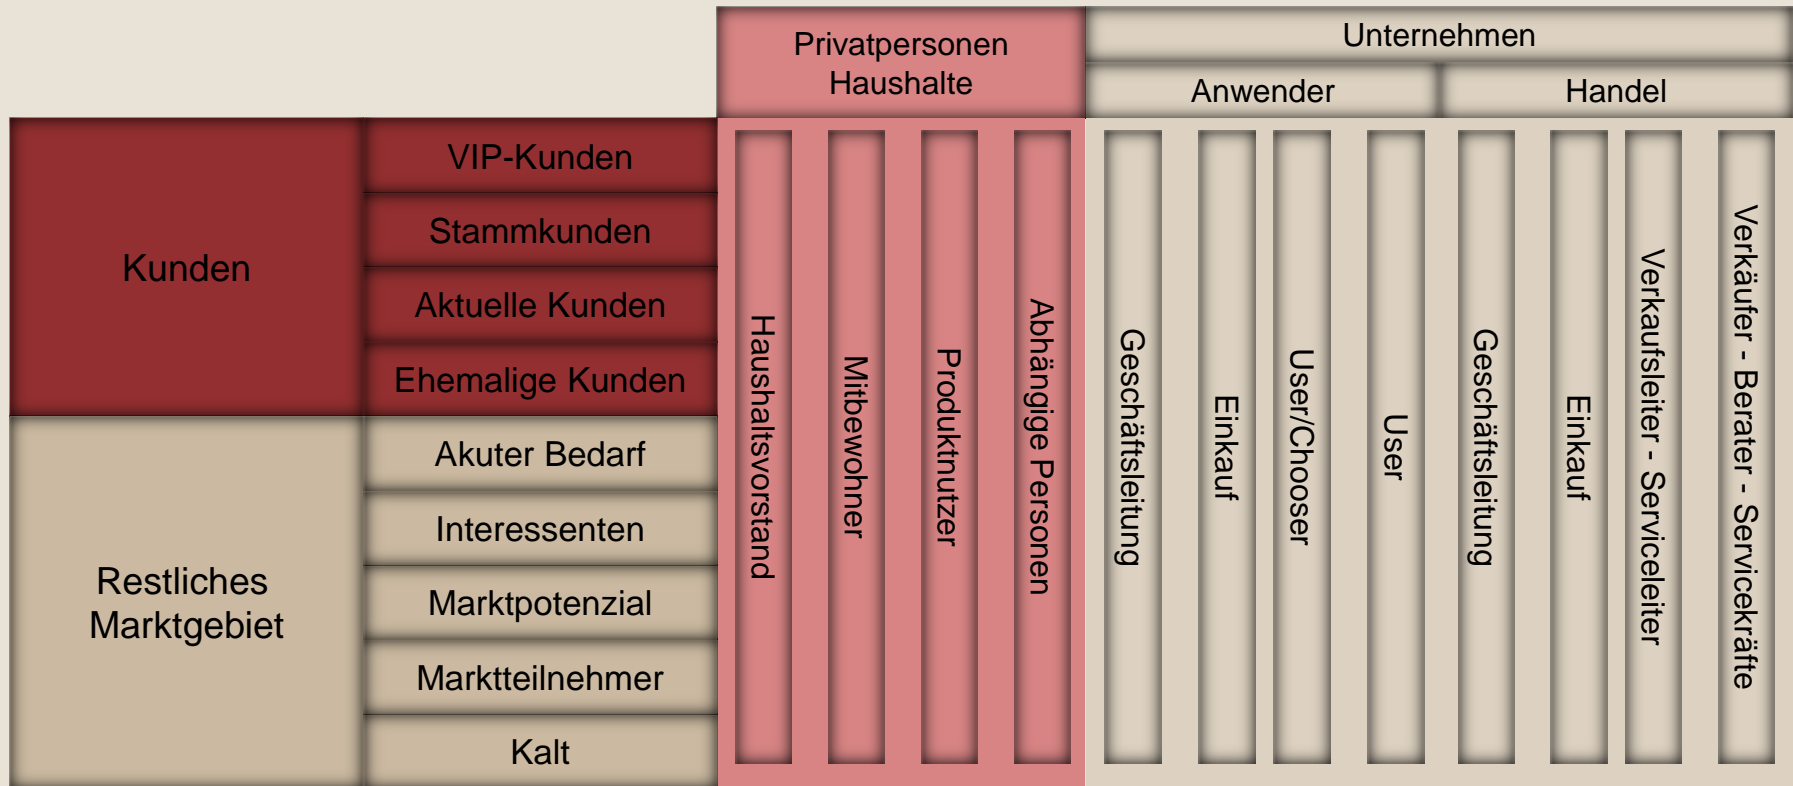 Privatpersonen
Haushalte
Unternehmen
Anwender
Handel
Kunden
VIP-Kunden
Stammkunden
Aktuelle Kunden
Ehemalige Kunden
Restliches
Marktgebiet
Akuter Bedarf
Interessenten
Marktpotenzial
Marktteilnehmer
Kalt
Haushaltsvorstand
Mitbewohner
Produktnutzer
Abhängige Personen
Geschäftsleitung
Einkauf
User/Chooser
User
Geschäftsleitung
Einkauf
Verkaufsleiter - Serviceleiter
Verkäufer - Berater - Servicekräfte